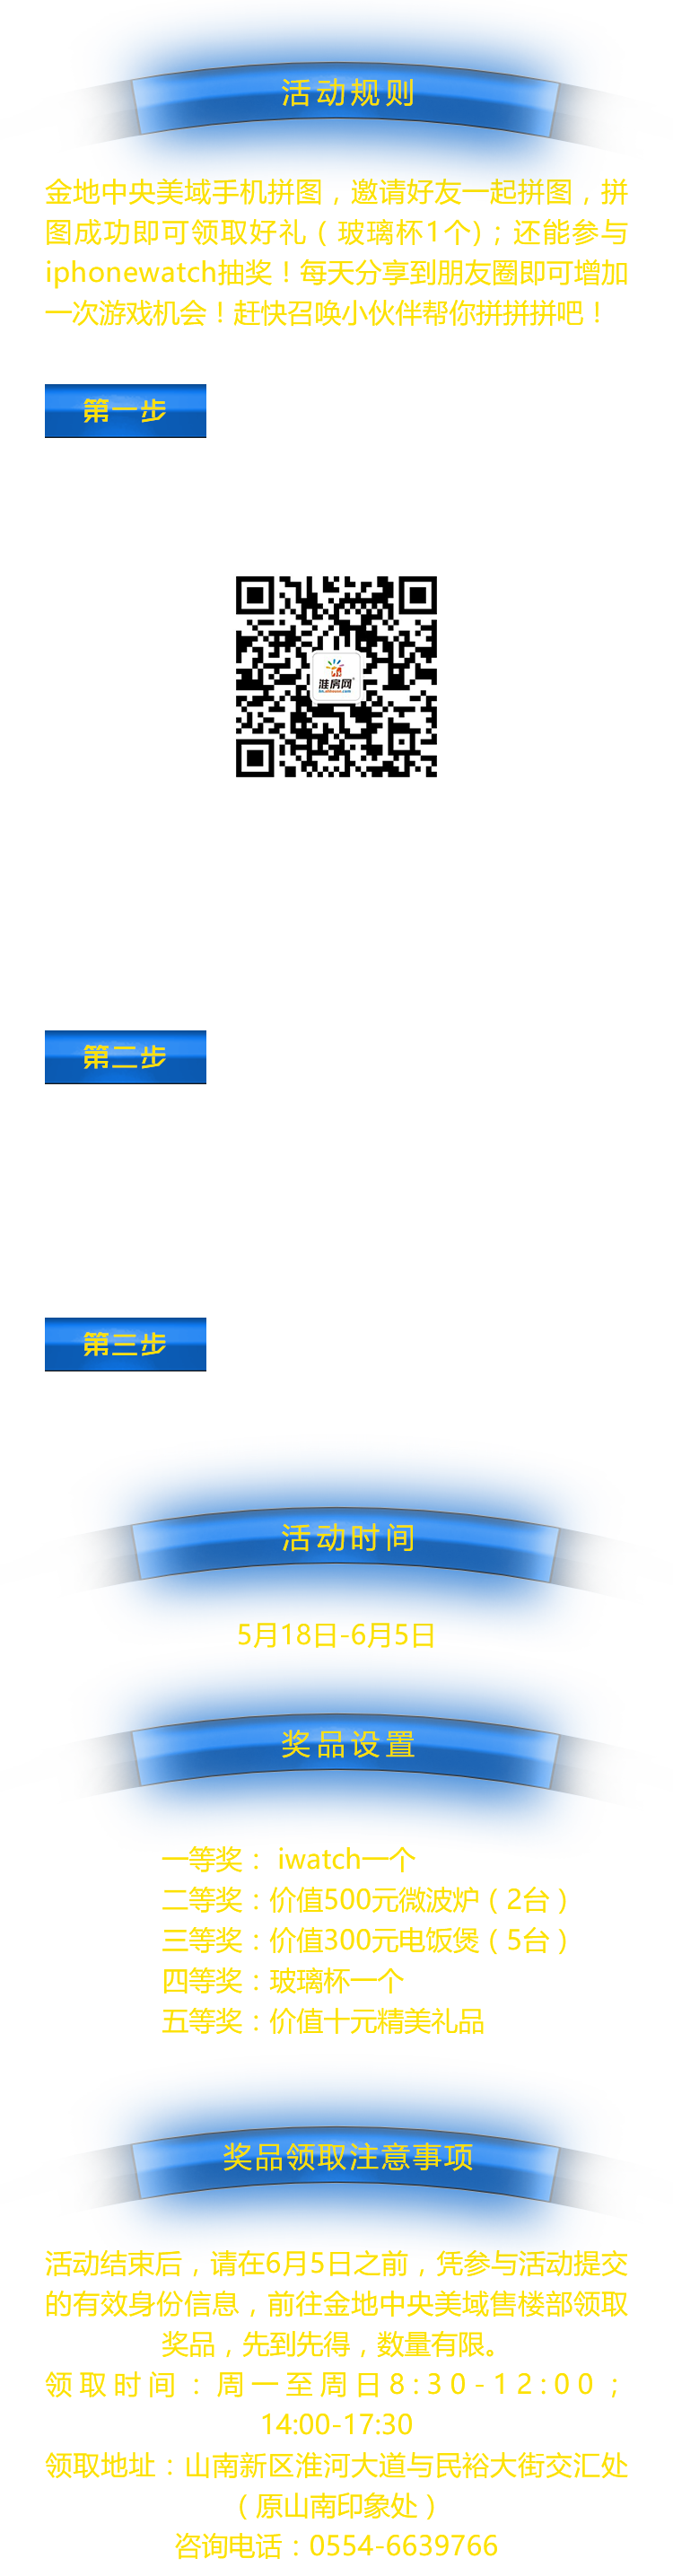 活动规则
金地中央美域手机拼图，邀请好友一起拼图，拼
图成功即可领取好礼（玻璃杯1个)；还能参与
iphonewatch抽奖！每天分享到朋友圈即可增加
一次游戏机会！赶快召唤小伙伴帮你拼拼拼吧！
第一步
淮房网
第二步
第三步
活动时间
5月18日-6月5日
奖品设置
一等奖： iwatch一个
二等奖：价值500元微波炉（2台）
三等奖：价值300元电饭煲（5台）
四等奖：玻璃杯一个
五等奖：价值十元精美礼品
奖品领取注意事项
活动结束后，请在6月5日之前，凭参与活动提交
的有效身份信息，前往金地中央美域售楼部领取
奖品，先到先得，数量有限。
领取时间：周一至周日8:30-12:00；
14:00-17:30
领取地址：山南新区淮河大道与民裕大街交汇处
（原山南印象处）
咨询电话：0554-6639766